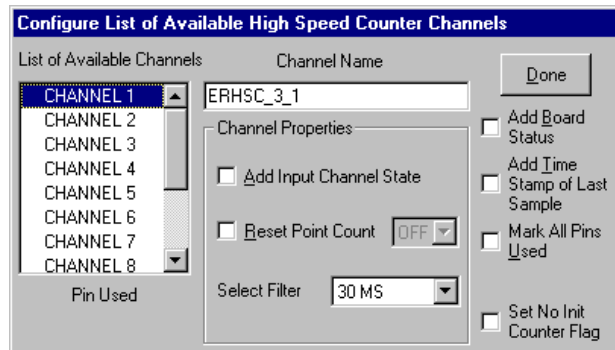 Configure List of Available High Speed Counter Channels
List of Available Channels
CHANNEL 1
CHANNEL 2
CHANNEL 3
CHANNEL 4
CHANNEL 5
CHANNEL 6
CHANNEL 7
CHANNEL 8
Pin Used
Channel Name
ERHSC_3_1
Channel Properties
Add Input Channel State
Reset Point Count OFF
Select Filter 30 MS
Done
Add Board
Status
Add Time
Stamp of Last
Sample
Mark All Pins
Used
Set No Init
Counter Flag